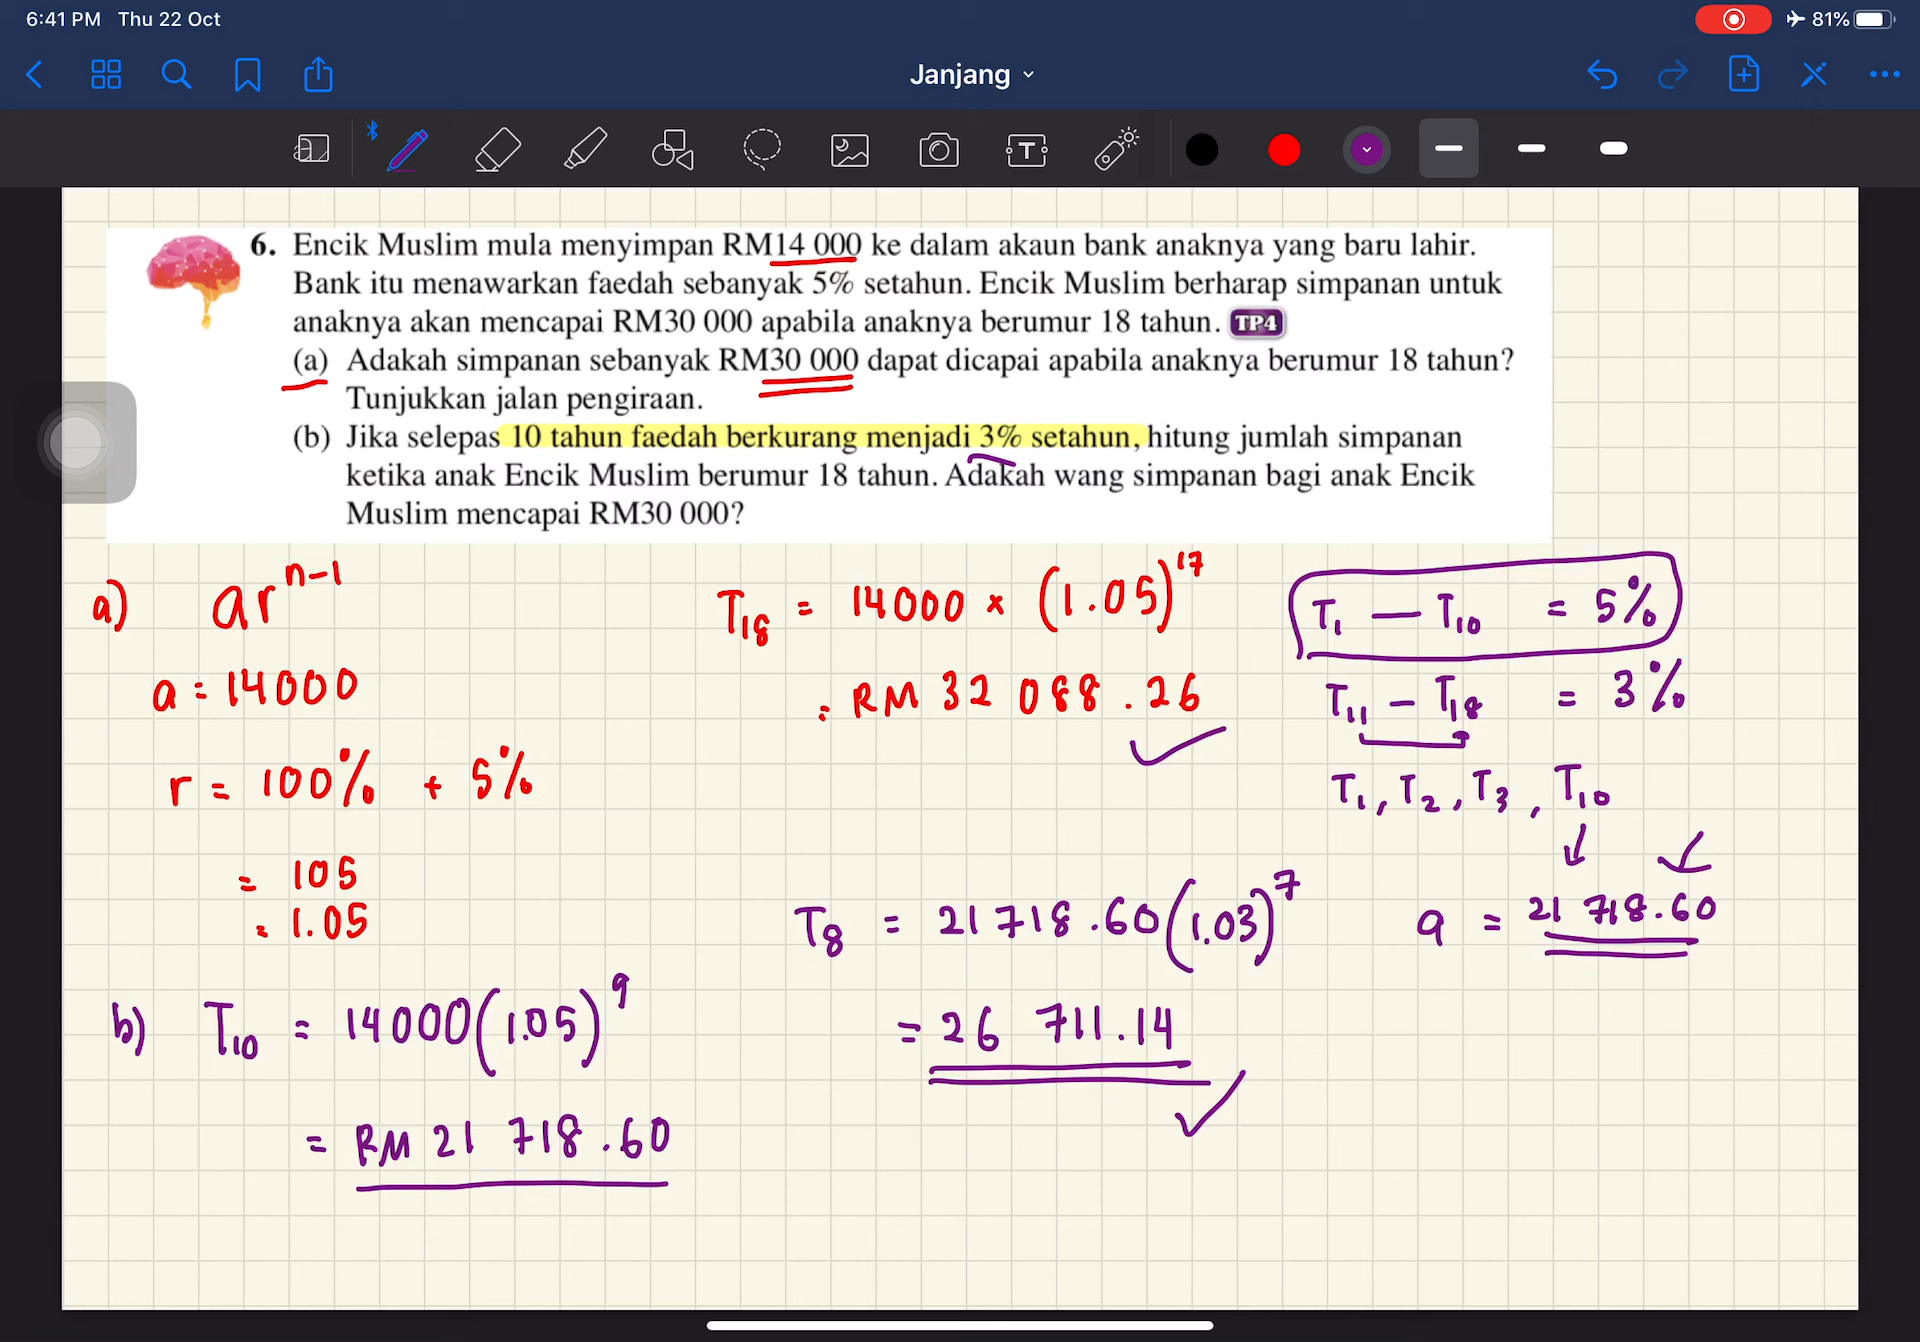 6:41 PM Thu 22 Oct
81%
Janjang
6. Encik Muslim mula menyimpan RM14 000 ke dalam akaun bank anaknya yang baru lahir.
Bank itu menawarkan faedah sebanyak 5% setahun. Encik Muslim berharap simpanan untuk
anaknya akan mencapai RM30 000 apabila anaknya berumur 18 tahun. TP4
(a) Adakah simpanan sebanyak RM30 000 dapat dicapai apabila anaknya berumur 18 tahun?
Tunjukkan jalan pengiraan.
(b) Jika selepas 10 tahun faedah berkurang menjadi 3% setahun, hitung jumlah simpanan
ketika anak Encik Muslim berumur 18 tahun. Adakah wang simpanan bagi anak Encik
Muslim mencapai RM30 000?
a) ar^(n-1)
a = 14000
r = 100% + 5%
= 105
= 1.05
b) T₁₀ = 14000(1.05)⁹
= RM 21 718.60
T₁₈ = 14000 × (1.05)¹⁷
= RM 32 088.26
T₈ = 21 718.60(1.03)⁷
= 26 711.14
T₁ — T₁₀ = 5%
T₁₁ - T₁₈ = 3%
T₁, T₂, T₃, T₁₀
a = 21 718.60